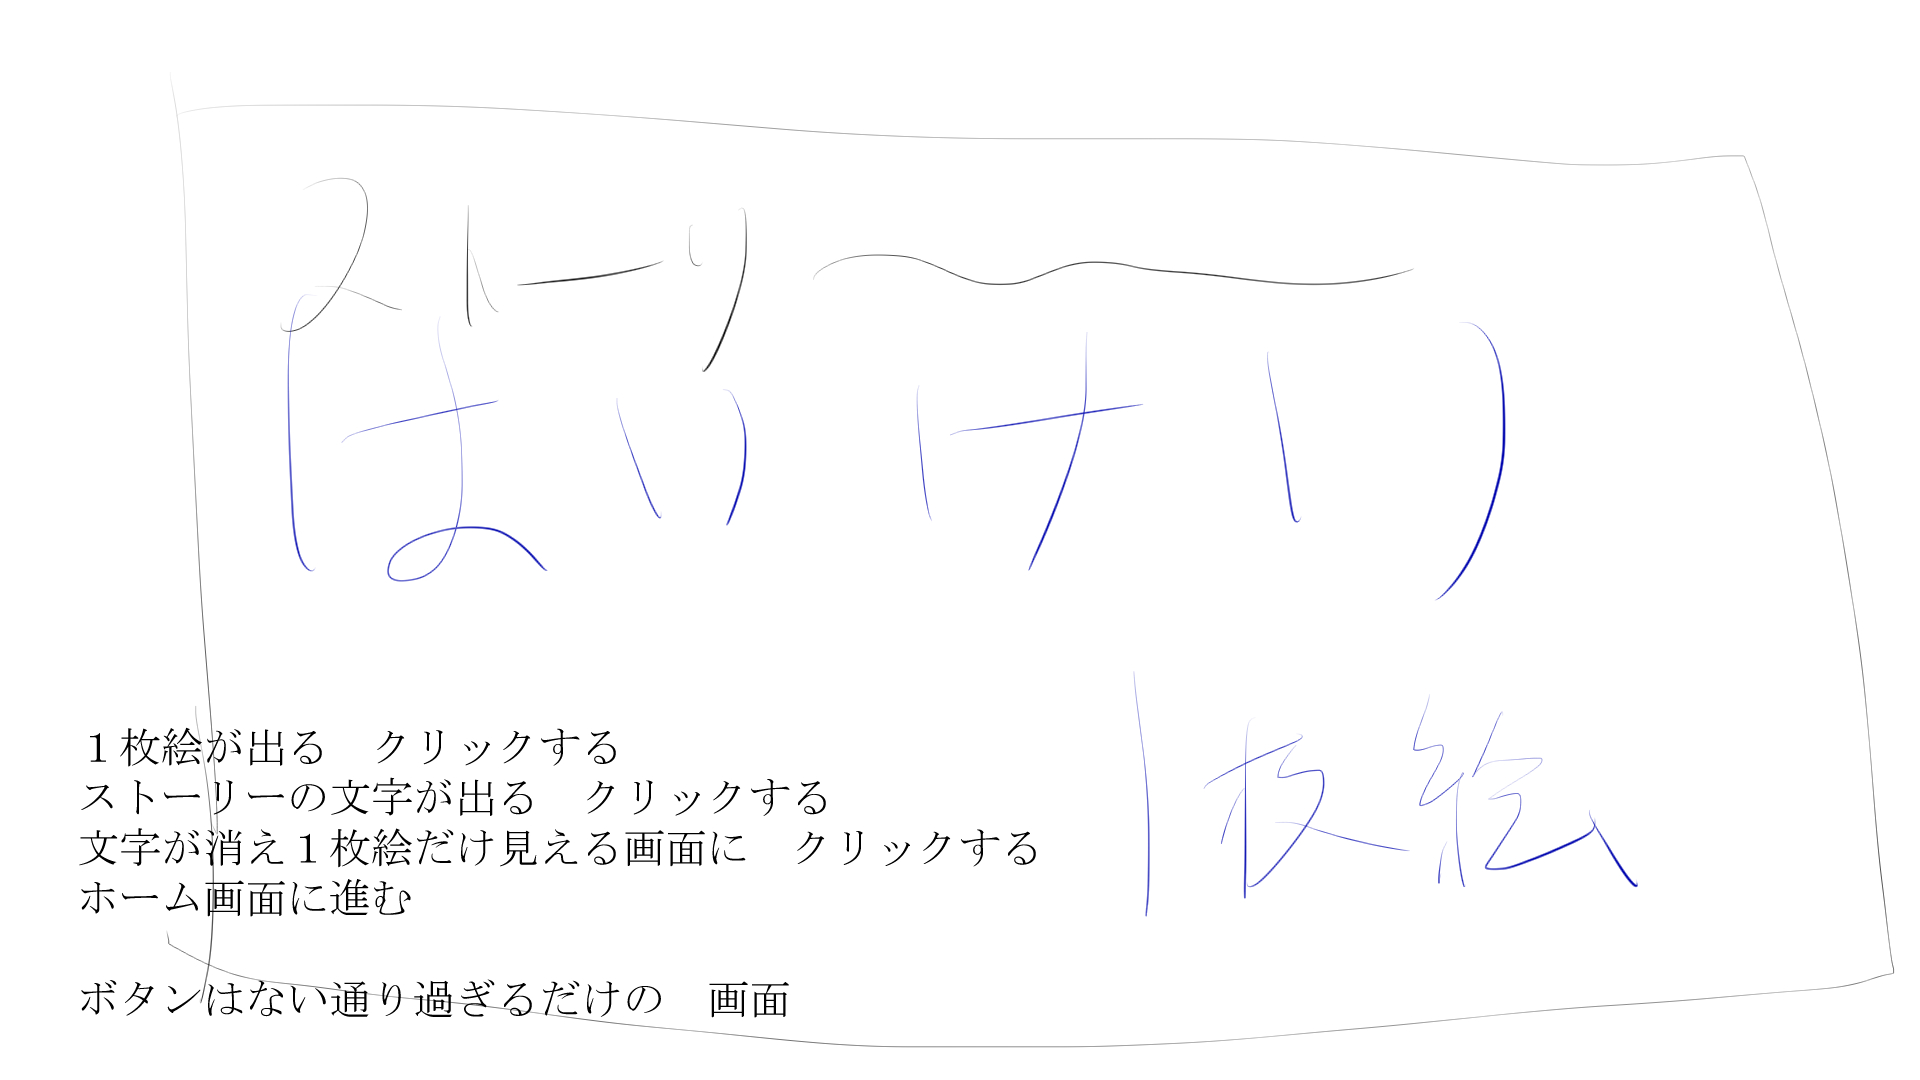 ストーリ
はいけい
1枚絵
１枚絵が出る　クリックする
ストーリーの文字が出る　クリックする
文字が消え１枚絵だけ見える画面に　クリックする
ホーム画面に進む
ボタンはない通り過ぎるだけの　画面